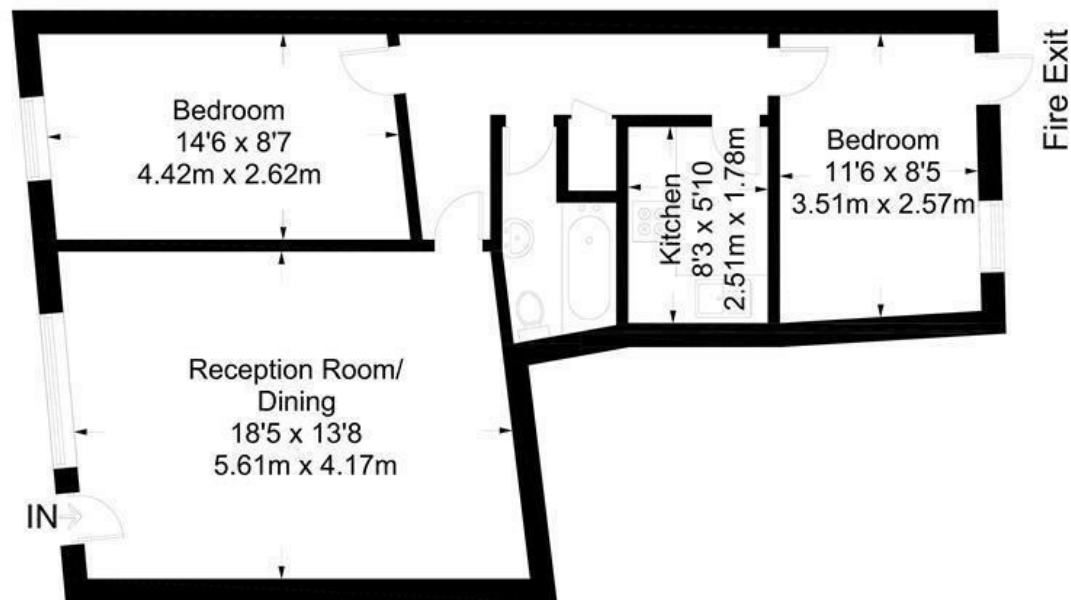 Bedroom
14'6 x 8'7
4.42m x 2.62m
Bedroom
11'6 x 8'5
3.51m x 2.57m
Fire Exit
Kitchen
8'3 x 5'10
2.51m x 1.78m
Reception Room/
Dining
18'5 x 13'8
5.61m x 4.17m
IN